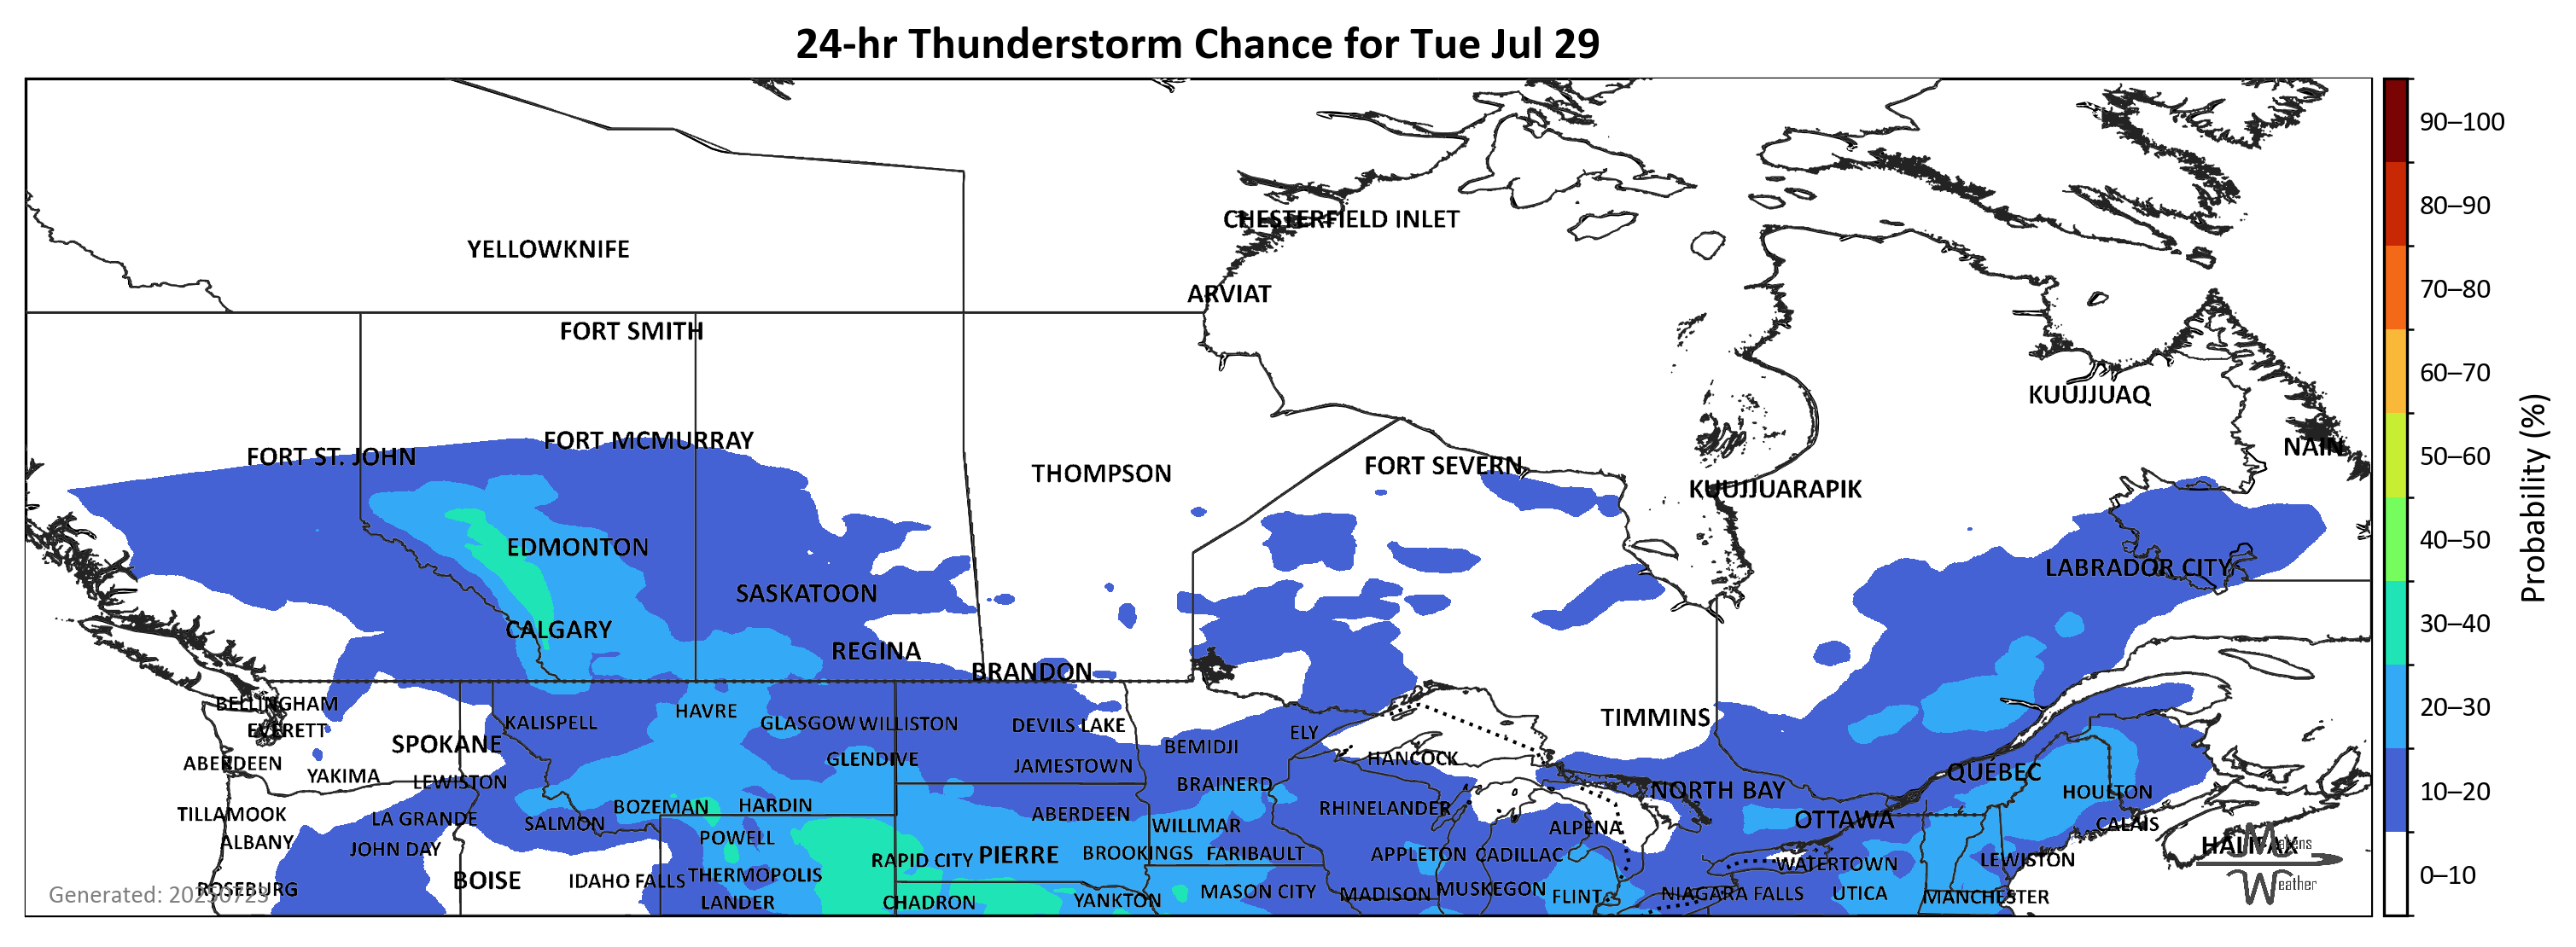 24-hr Thunderstorm Chance for Tue Jul 29
90–100
80–90
CHESTERFIELD INLET
YELLOWKNIFE
70–80
ARVIAT
FORT SMITH
60–70
KUUJJUAQ
FORT MCMURRAY
NAIN
FORT ST. JOHN
50–60
FORT SEVERN
THOMPSON
KUUJJUARAPIK
Probability (%)
40–50
EDMONTON
LABRADOR CITY
SASKATOON
30–40
CALGARY
REGINA
BRANDON
BELLINGHAM
20–30
HAVRE
TIMMINS
KALISPELL GLASGOW WILLISTON DEVILS LAKE
EVERETT ELY
SPOKANE BEMIDJI
GLENDIVE HANCOCK
ABERDEEN JAMESTOWN
QUÉBEC
YAKIMA LEWISTON BRAINERD
10–20
NORTH BAY HOULTON
BOZEMAN HARDIN RHINELANDER
TILLAMOOK LA GRANDE ABERDEEN
SALMON WILLMAR ALPENA OTTAWA CALAIS
POWELL
ALBANY JOHN DAY HALIFAX
Makens
RAPID CITY PIERRE BROOKINGS FARIBAULT APPLETON CADILLAC
WATERTOWN LEWISTON
0–10
BOISE IDAHO FALLS THERMOPOLIS
Weather
ROSEBURG MASON CITY MADISON MUSKEGON
Generated: 20250723
FLINT NIAGARA FALLS UTICA MANCHESTER
LANDER CHADRON YANKTON